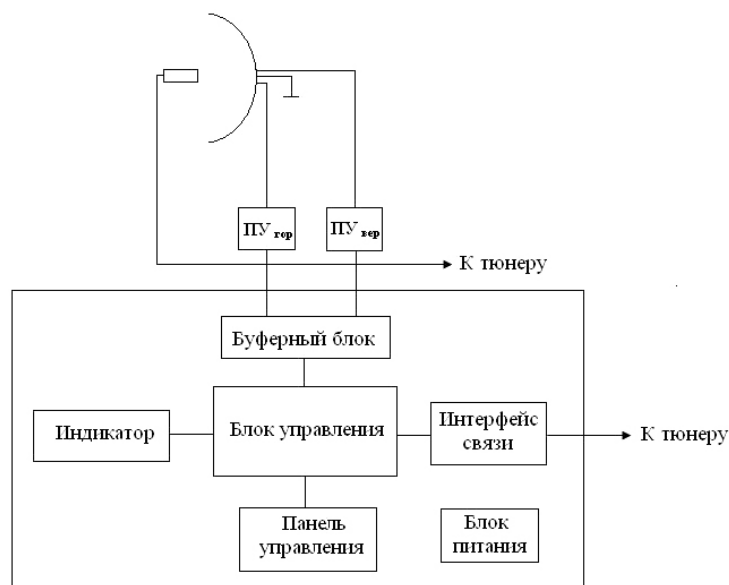 ПУ гор
ПУ вер
К тюнеру
Буферный блок
Индикатор
Блок управления
Интерфейс
связи
К тюнеру
Панель
управления
Блок
питания